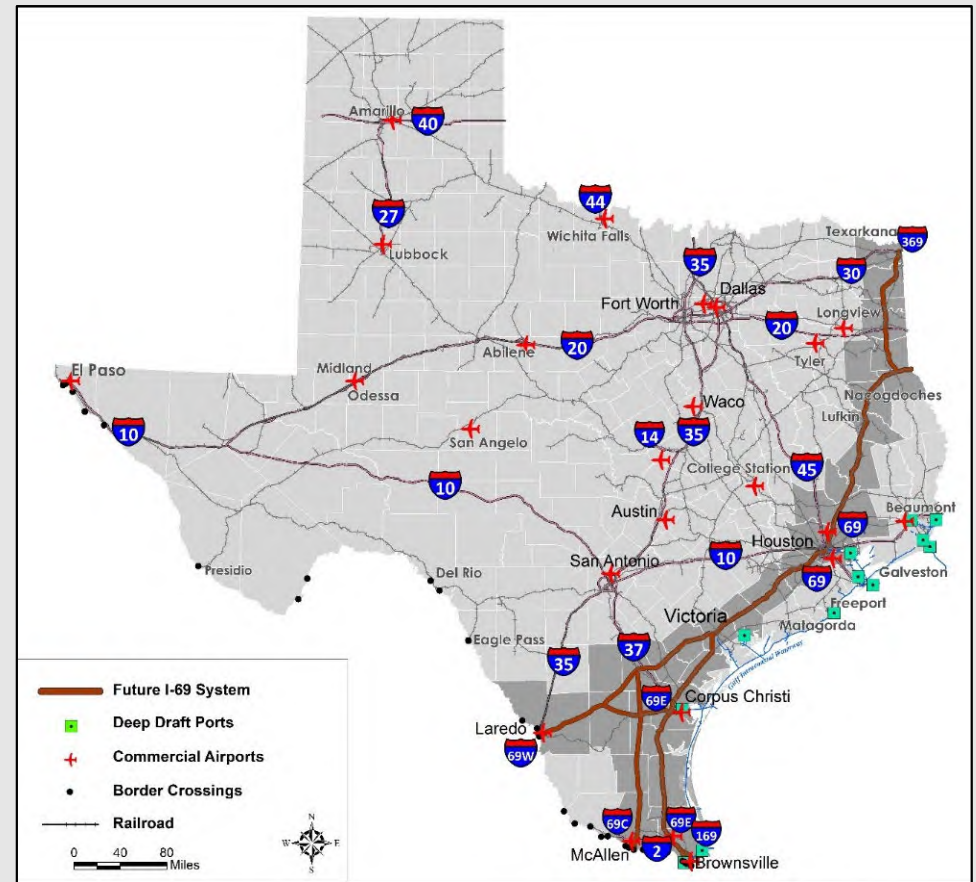 Amarillo
40
27
Lubbock
44
Wichita Falls
Texarkana
369
35
30
Dallas
Fort Worth
Longview
20
20
Abilene
Tyler
Midland
El Paso
Odessa
Nacogdoches
Waco
Lufkin
10
San Angelo
14
35
College Station
45
10
Austin
Beaumont
69
Houston
San Antonio
10
Presidio
Del Rio
69
Galveston
Freeport
Victoria
Matagorda
Eagle Pass
37
35
Gulf Intracoastal Waterway
69E
Corpus Christi
Laredo
69W
69C
69E
169
McAllen
2
Brownsville
Future I-69 System
Deep Draft Ports
Commercial Airports
Border Crossings
Railroad
N
W
E
S
0 40 80
Miles